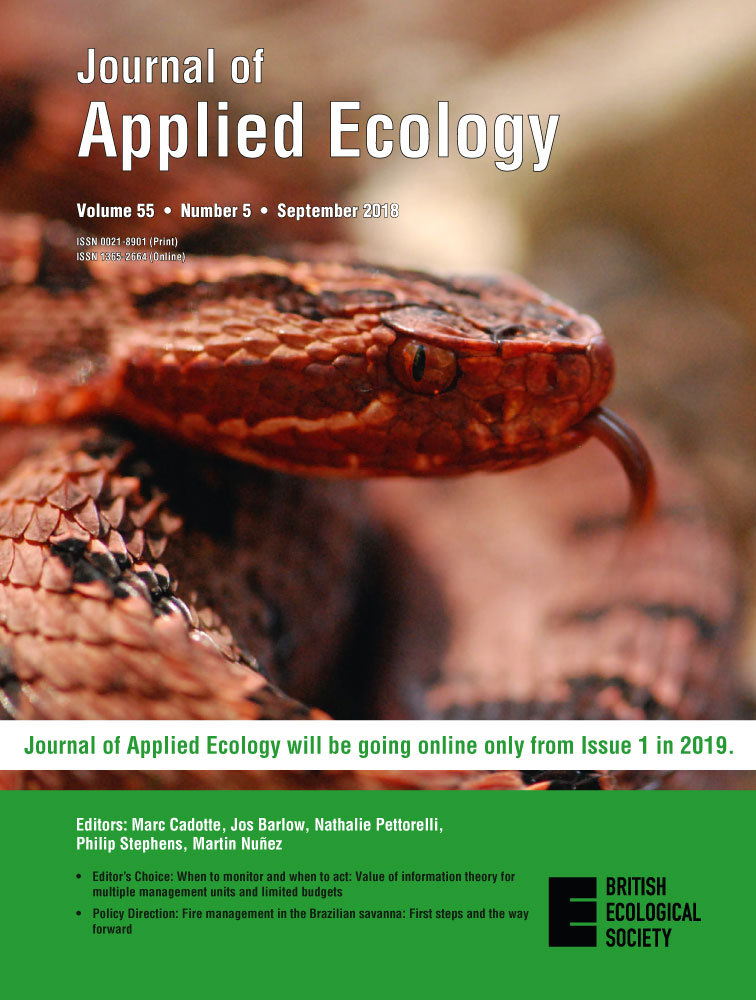 Journal of
Applied Ecology
Volume 55 • Number 5 • September 2018
ISSN 0021-8901 (Print)
ISSN 1365-2664 (Online)
Journal of Applied Ecology will be going online only from Issue 1 in 2019.
Editors: Marc Cadotte, Jos Barlow, Nathalie Pettorelli,
Philip Stephens, Martin Nuñez
• Editor's Choice: When to monitor and when to act: Value of information theory for
multiple management units and limited budgets
• Policy Direction: Fire management in the Brazilian savanna: First steps and the way
forward
BRITISH
ECOLOGICAL
SOCIETY